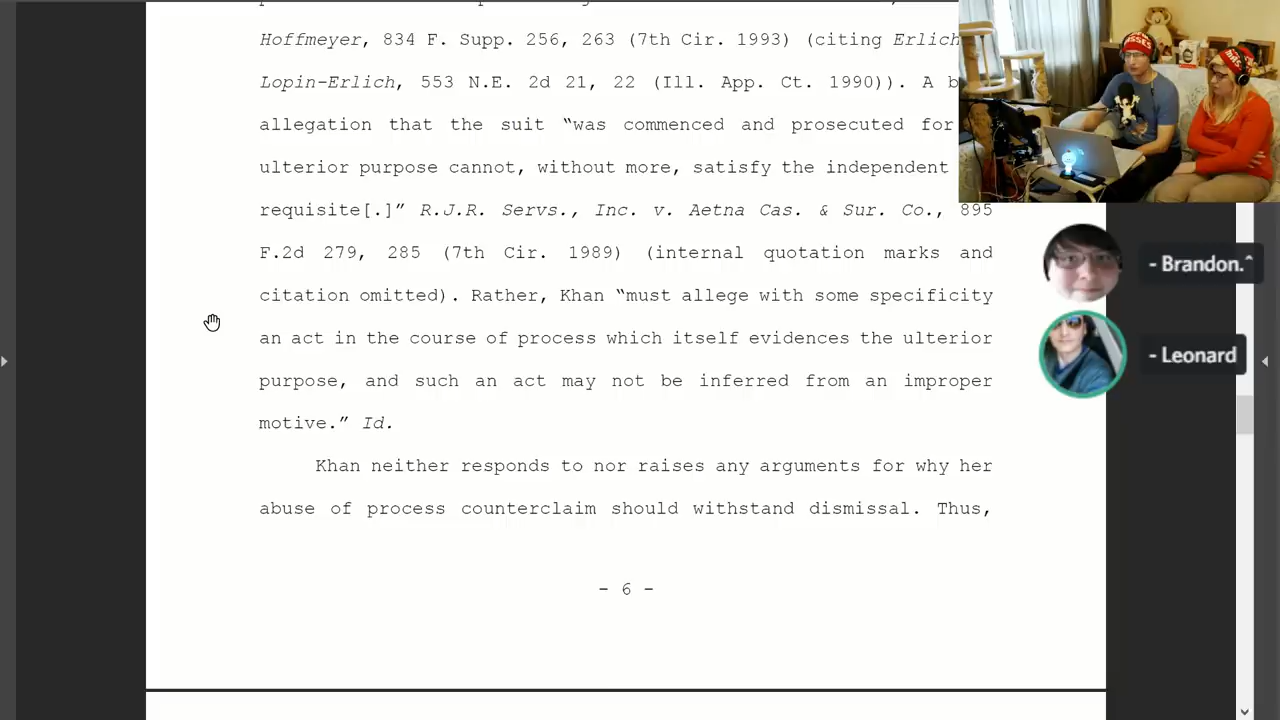 Hoffmeyer, 834 F. Supp. 256, 263 (7th Cir. 1993) (citing Erlich
Lopin-Erlich, 553 N.E. 2d 21, 22 (Ill. App. Ct. 1990)). A b
allegation that the suit “was commenced and prosecuted for
ulterior purpose cannot, without more, satisfy the independent
requisite[.]” R.J.R. Servs., Inc. v. Aetna Cas. & Sur. Co., 895
F.2d 279, 285 (7th Cir. 1989) (internal quotation marks and
citation omitted). Rather, Khan “must allege with some specificity
an act in the course of process which itself evidences the ulterior
purpose, and such an act may not be inferred from an improper
motive.” Id.
Khan neither responds to nor raises any arguments for why her
abuse of process counterclaim should withstand dismissal. Thus,
- 6 -
- Brandon.^
- Leonard